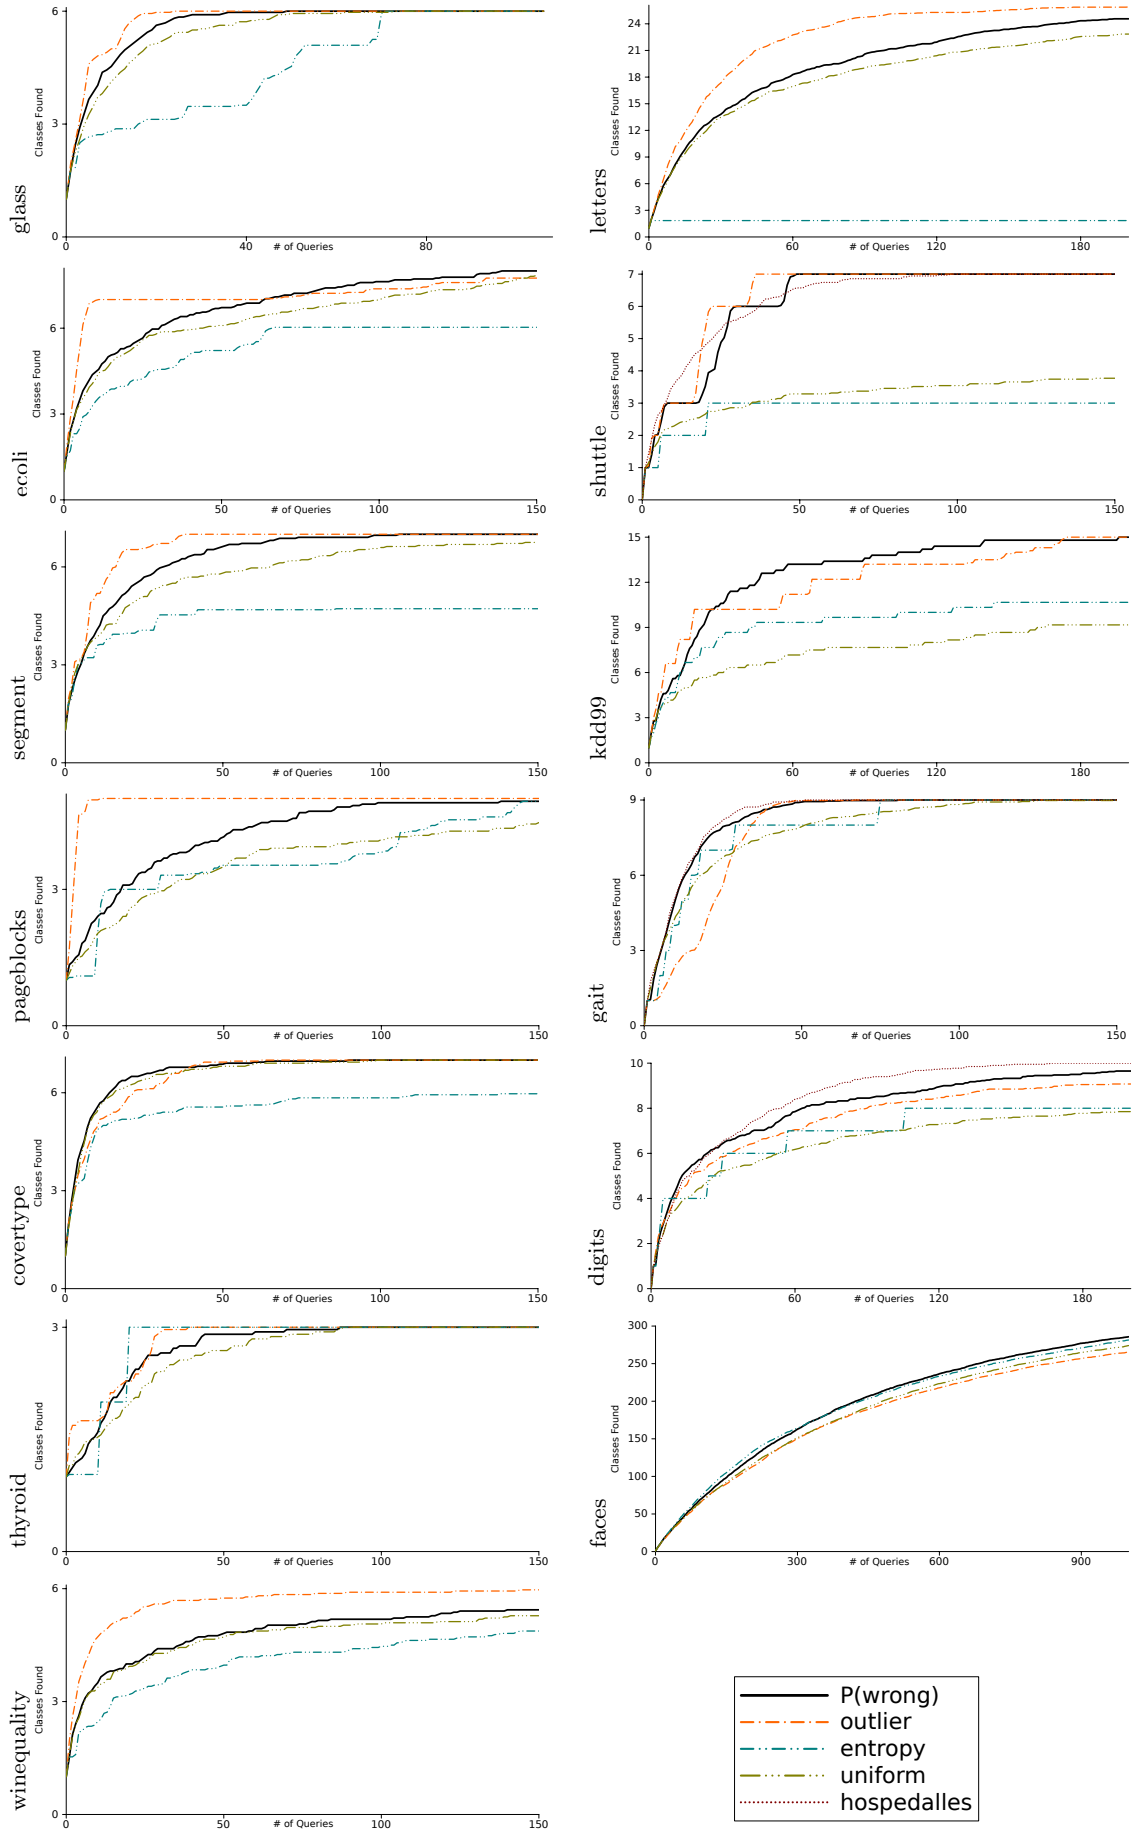 6
3
Classes Found
glass
0
0
40
# of Queries
80
24
21
18
15
12
9
6
3
0
Classes Found
letters
0
60
# of Queries
120
180
6
3
0
Classes Found
ecoli
0
50
# of Queries
100
150
7
6
5
4
3
2
1
0
Classes Found
shuttle
0
50
# of Queries
100
150
6
3
0
Classes Found
segment
0
50
# of Queries
100
150
15
12
9
6
3
0
Classes Found
kdd99
0
60
# of Queries
120
180
3
0
Classes Found
pageblocks
0
50
# of Queries
100
150
9
6
3
0
Classes Found
gait
0
50
# of Queries
100
150
6
3
0
Classes Found
covertype
0
50
# of Queries
100
150
10
8
6
4
2
0
Classes Found
digits
0
60
# of Queries
120
180
3
0
Classes Found
thyroid
0
50
# of Queries
100
150
300
250
200
150
100
50
0
Classes Found
faces
0
300
# of Queries
600
900
6
3
0
Classes Found
winequality
0
50
# of Queries
100
150
P(wrong)
outlier
entropy
uniform
hospedalles